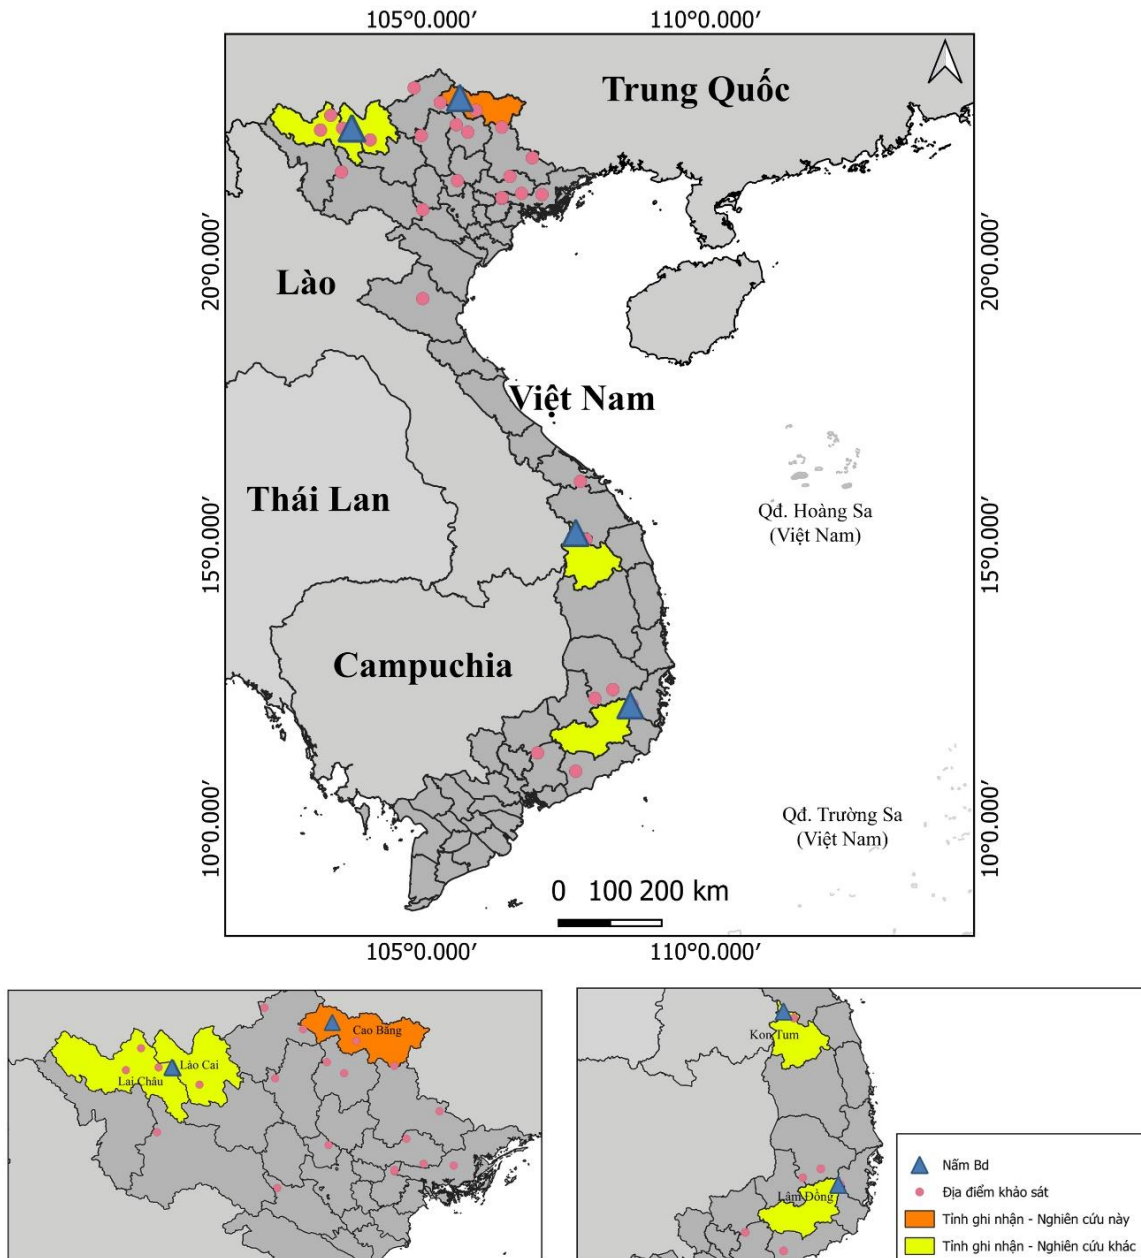 105°0.000′ 110°0.000′
Trung Quốc
20°0.000′ 20°0.000′
Lào
Việt Nam
Thái Lan
Qđ. Hoàng Sa
(Việt Nam)
15°0.000′ 15°0.000′
Campuchia
Qđ. Trường Sa
(Việt Nam)
10°0.000′ 10°0.000′
0 100 200 km
105°0.000′ 110°0.000′
Cao Bằng
Lào Cai
Lai Châu
Kon Tum
Lâm Đồng
Nấm Bd
Địa điểm khảo sát
Tỉnh ghi nhận - Nghiên cứu này
Tỉnh ghi nhận - Nghiên cứu khác